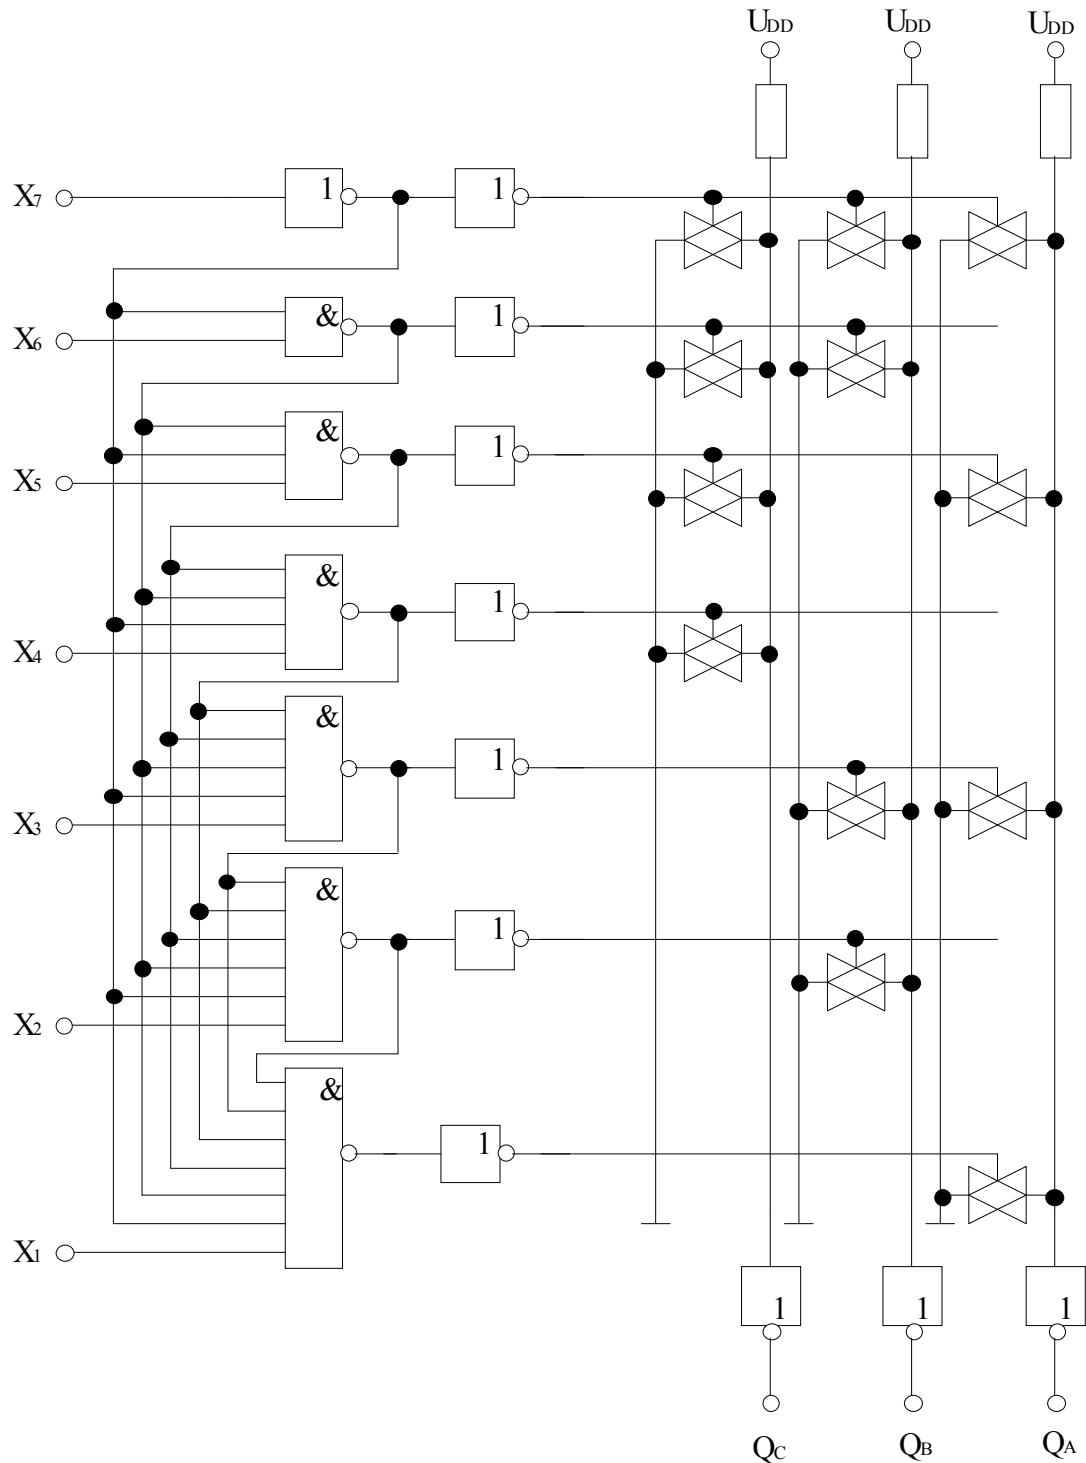 UDD UDD UDD
X7 1 1
X6 & 1
X5 & 1
X4 & 1
X3 & 1
X2 & 1
& 1
X1
1 1 1
QC QB QA